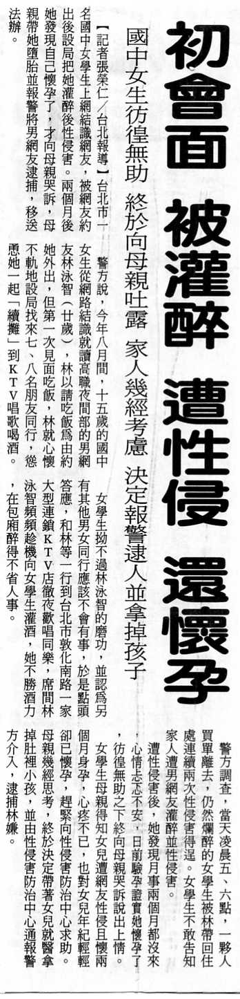 初會面 被灌醉 遭性侵 還懷孕
國中女生彷徨無助 終於向母親吐露 家人幾經考慮 決定報警逮人並拿掉孩子
【記者張榮仁/台北報導】台北市一
名國中女學生上網結識網友,被網友約
出後設局把她灌醉後性侵害。兩個月後
她發現自己懷孕了,才向母親哭訴,母
親帶她墮胎並報警將男網友逮捕,移送
法辦。
警方說,今年八月間,十五歲的國中
女生從網路結識就讀高職夜間部的男網
友林泳智(廿歲),林以請吃飯為由約
她外出,但第一次見面吃飯,林就心懷
不軌地設局找來七、八名朋友同行,慫
恿她一起「續攤」到KTV唱歌喝酒。
女學生拗不過林泳智的磨功,並認為另
有其他男女同行應該不會有事,於是點頭
答應,和林等一行到台北市敦化南路一家
大型連鎖KTV店徹夜歡唱同樂,席間林
泳智頻頻趁機向女學生灌酒,她不勝酒力
,在包廂醉得不省人事。
警方調查,當天凌晨五、六點,一夥人
買單離去,仍然爛醉的女學生被林帶回住
處連續兩次性侵害得逞。女學生不敢告知
家人遭男網友灌醉並性侵害。
遭性侵害後,她發現月事兩個月都沒來
,心情忐忑不安,日前驗孕證實她懷孕了
,彷徨無助之下終向母親哭訴說出上情。
女學生母親得知女兒遭網友性侵且懷兩
個月身孕,心疼不已,也對女兒年紀輕輕
卻已懷孕,趕緊向性侵害防治中心求助。
母親幾經思考,終於決定帶著女兒就醫拿
掉肚裡小孩,並由性侵害防治中心通報警
方介入,逮捕林嫌。